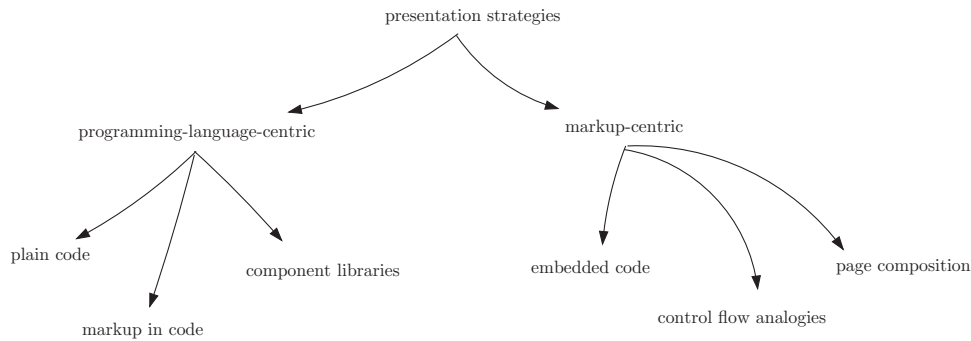 presentation strategies
programming-language-centric
markup-centric
plain code
component libraries
markup in code
embedded code
control flow analogies
page composition